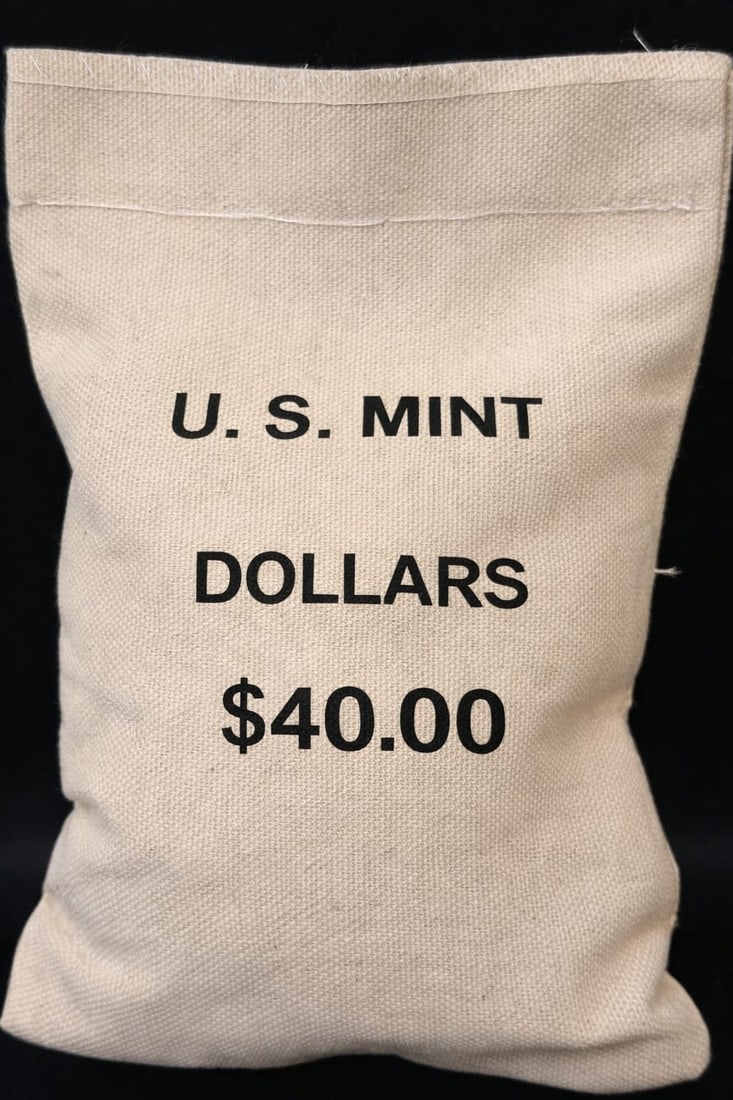 U. S. MINT
DOLLARS
$40.00